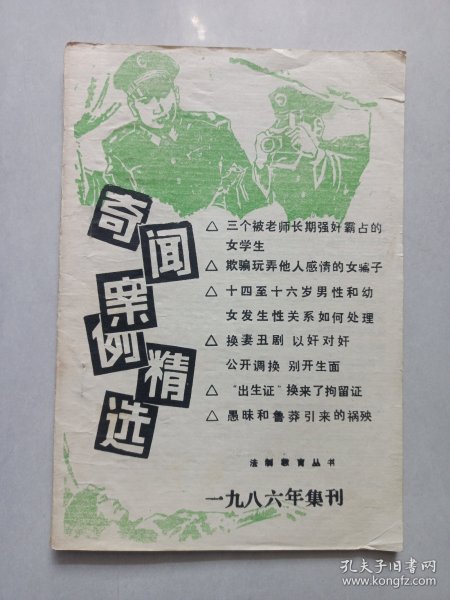 奇闻
案例
精选
△ 三个被老师长期强奸霸占的
女学生
△ 欺骗玩弄他人感情的女骗子
△ 十四至十六岁男性和幼
女发生性关系如何处理
△ 换妻丑剧 以奸对奸
公开调换 别开生面
△ “出生证”换来了拘留证
△ 愚昧和鲁莽引来的祸殃
法制教育丛书
一九八六年集刊
孔夫子旧书网
www.kongfz.com